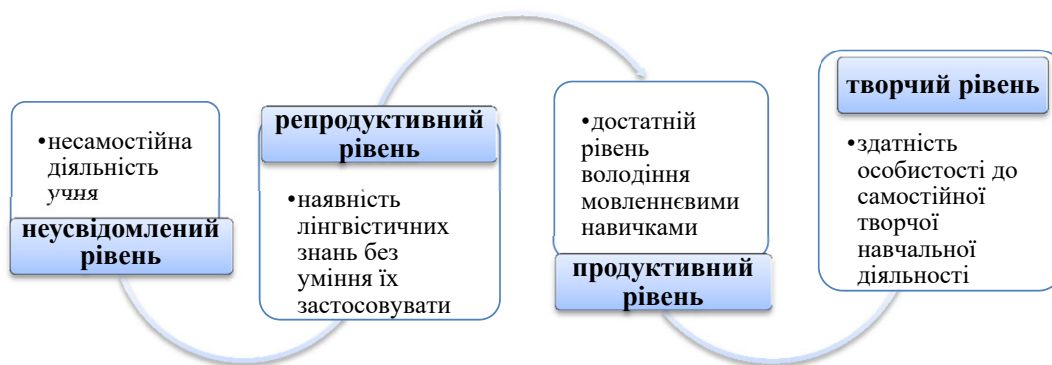 •несамостійна
діяльність
учня
неусвідомлений
рівень
репродуктивний
рівень
•наявність
лінгвістичних
знань без
уміння їх
застосовувати
•достатній
рівень
володіння
мовленнєвими
навичками
продуктивний
рівень
творчий рівень
•здатність
особистості до
самостійної
творчої
навчальної
діяльності